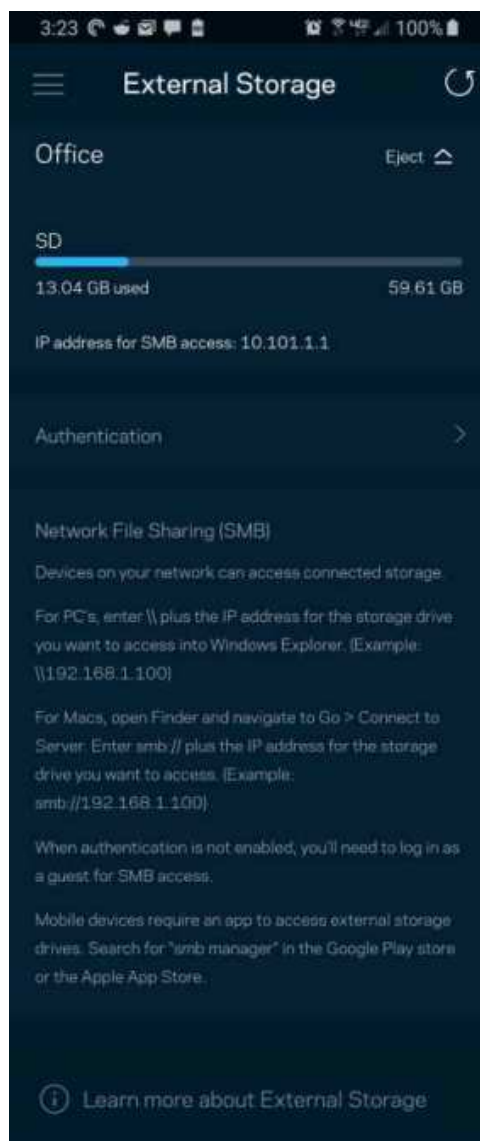 3:23 100%
External Storage
Office Eject
SD
13.04 GB used 59.61 GB
IP address for SMB access: 10.101.1.1
Authentication
Network File Sharing (SMB)
Devices on your network can access connected storage.
For PC's, enter \\ plus the IP address for the storage drive
you want to access into Windows Explorer. (Example:
\\192.168.1.100)
For Macs, open Finder and navigate to Go > Connect to
Server. Enter smb:// plus the IP address for the storage
drive you want to access. (Example:
smb://192.168.1.100)
When authentication is not enabled, you'll need to log in as
a guest for SMB access.
Mobile devices require an app to access external storage
drives. Search for "smb manager" in the Google Play store
or the Apple App Store.
Learn more about External Storage